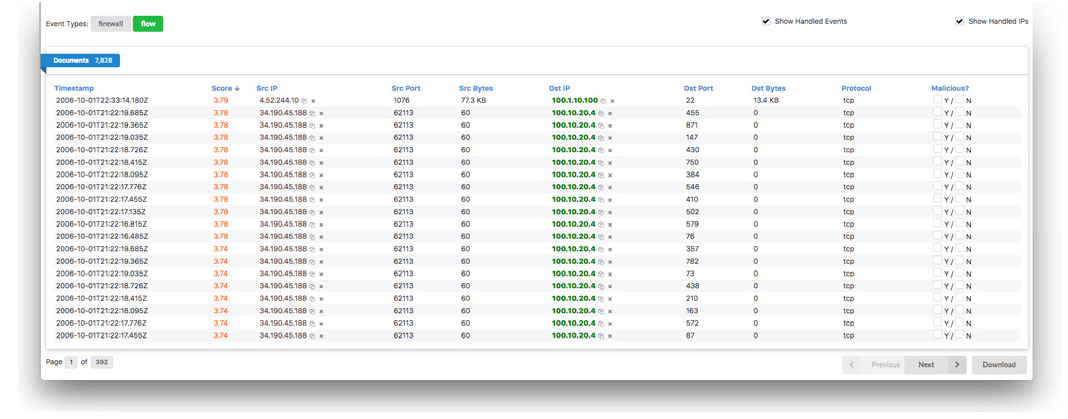 Event Types: firewall flow Show Handled Events Show Handled IPs
Documents 7,828
Timestamp Score Src IP Src Port Src Bytes Dst IP Dst Port Dst Bytes Protocol Malicious?
2006-10-01T22:33:14.180Z 3.79 4.52.244.10 1076 77.3 KB 100.1.10.100 22 13.4 KB tcp Y / N
2006-10-01T21:22:19.685Z 3.78 34.190.45.188 62113 60 100.10.20.4 455 0 tcp Y / N
2006-10-01T21:22:19.365Z 3.78 34.190.45.188 62113 60 100.10.20.4 871 0 tcp Y / N
2006-10-01T21:22:19.035Z 3.78 34.190.45.188 62113 60 100.10.20.4 147 0 tcp Y / N
2006-10-01T21:22:18.726Z 3.78 34.190.45.188 62113 60 100.10.20.4 430 0 tcp Y / N
2006-10-01T21:22:18.415Z 3.78 34.190.45.188 62113 60 100.10.20.4 750 0 tcp Y / N
2006-10-01T21:22:18.095Z 3.78 34.190.45.188 62113 60 100.10.20.4 384 0 tcp Y / N
2006-10-01T21:22:17.776Z 3.78 34.190.45.188 62113 60 100.10.20.4 546 0 tcp Y / N
2006-10-01T21:22:17.455Z 3.78 34.190.45.188 62113 60 100.10.20.4 410 0 tcp Y / N
2006-10-01T21:22:17.135Z 3.78 34.190.45.188 62113 60 100.10.20.4 502 0 tcp Y / N
2006-10-01T21:22:16.815Z 3.78 34.190.45.188 62113 60 100.10.20.4 579 0 tcp Y / N
2006-10-01T21:22:16.485Z 3.78 34.190.45.188 62113 60 100.10.20.4 76 0 tcp Y / N
2006-10-01T21:22:19.685Z 3.74 34.190.45.188 62113 60 100.10.20.4 357 0 tcp Y / N
2006-10-01T21:22:19.365Z 3.74 34.190.45.188 62113 60 100.10.20.4 782 0 tcp Y / N
2006-10-01T21:22:19.035Z 3.74 34.190.45.188 62113 60 100.10.20.4 73 0 tcp Y / N
2006-10-01T21:22:18.726Z 3.74 34.190.45.188 62113 60 100.10.20.4 438 0 tcp Y / N
2006-10-01T21:22:18.415Z 3.74 34.190.45.188 62113 60 100.10.20.4 210 0 tcp Y / N
2006-10-01T21:22:18.095Z 3.74 34.190.45.188 62113 60 100.10.20.4 163 0 tcp Y / N
2006-10-01T21:22:17.776Z 3.74 34.190.45.188 62113 60 100.10.20.4 572 0 tcp Y / N
2006-10-01T21:22:17.455Z 3.74 34.190.45.188 62113 60 100.10.20.4 87 0 tcp Y / N
Page 1 of 392 Previous Next Download